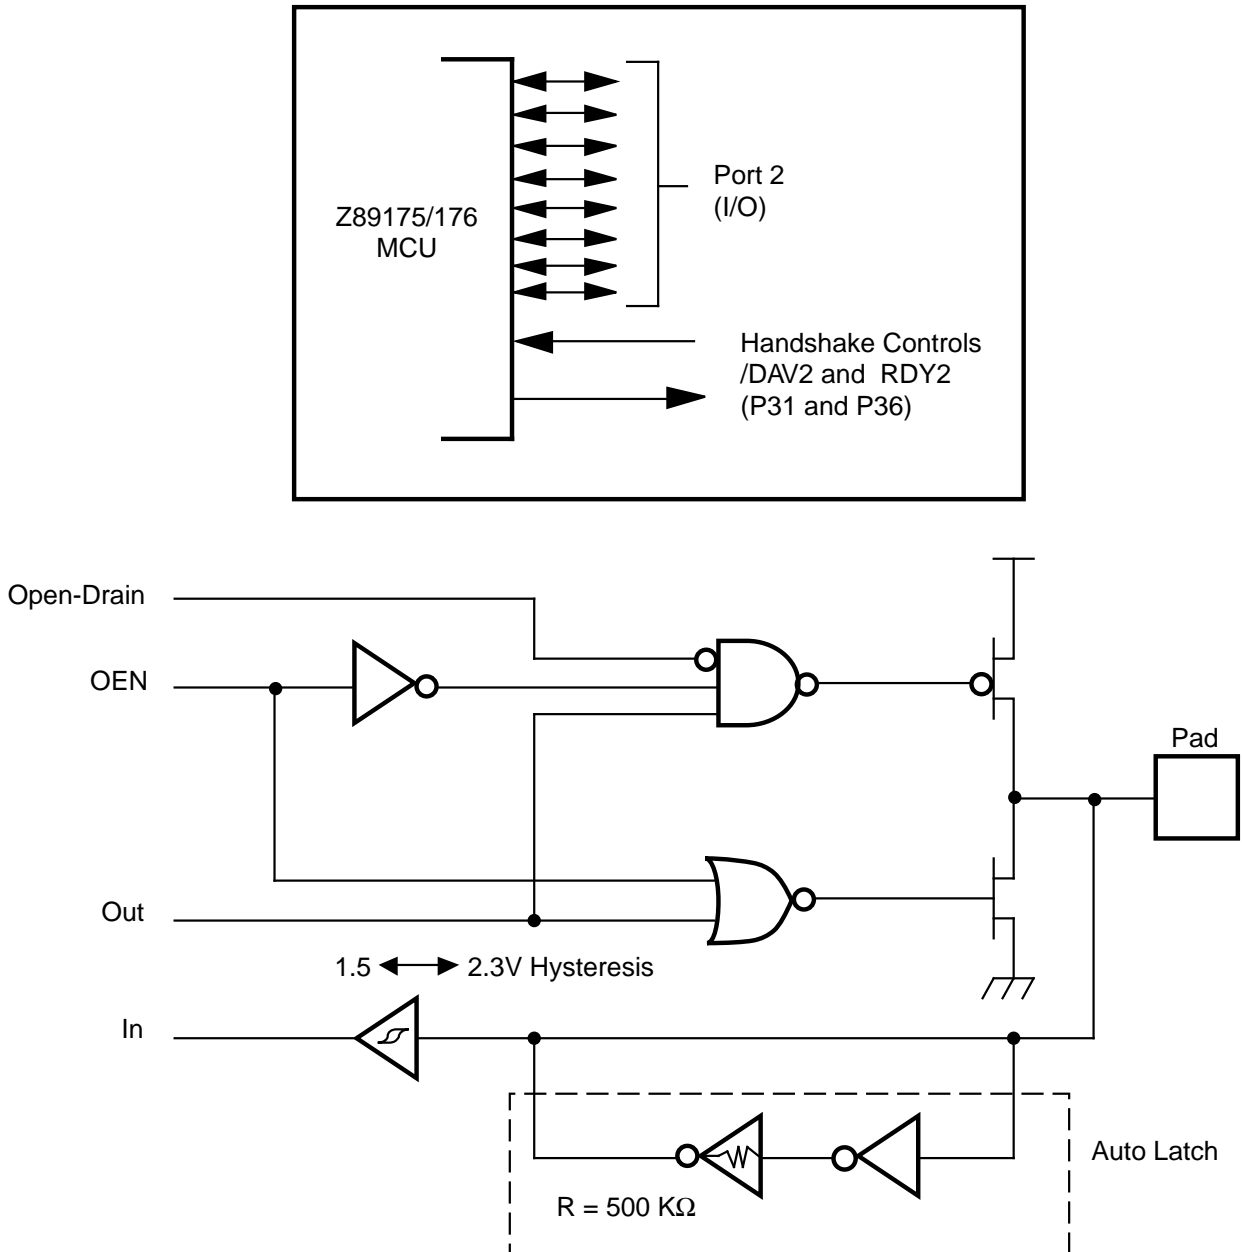 Z89175/176
MCU
Port 2
(I/O)
Handshake Controls
/DAV2 and RDY2
(P31 and P36)
Open-Drain
OEN
Pad
Out
1.5 2.3V Hysteresis
In
Auto Latch
R = 500 KΩ